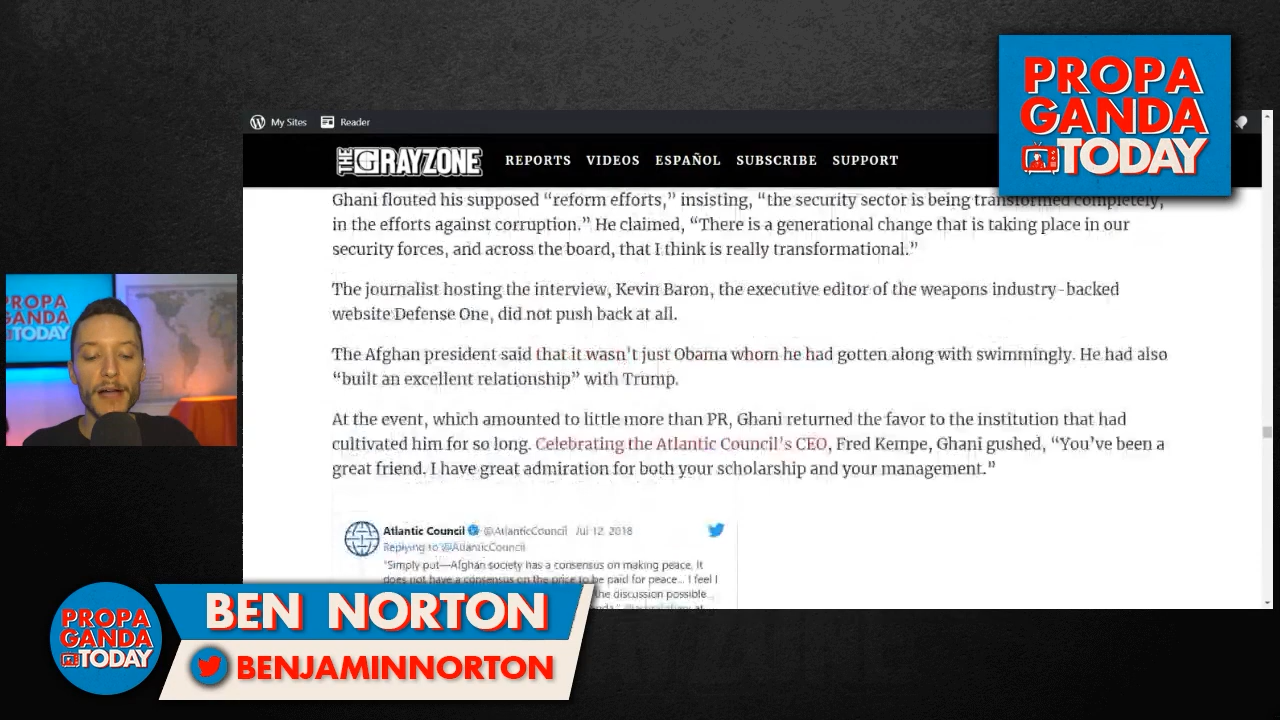 PROPA
GANDA
TODAY
My Sites
Reader
THE GRAYZONE
REPORTS VIDEOS ESPAÑOL SUBSCRIBE SUPPORT
Ghani flouted his supposed “reform efforts,” insisting, “the security sector is being transformed completely,
in the efforts against corruption.” He claimed, “There is a generational change that is taking place in our
security forces, and across the board, that I think is really transformational.”
The journalist hosting the interview, Kevin Baron, the executive editor of the weapons industry-backed
website Defense One, did not push back at all.
The Afghan president said that it wasn’t just Obama whom he had gotten along with swimmingly. He had also
“built an excellent relationship” with Trump.
At the event, which amounted to little more than PR, Ghani returned the favor to the institution that had
cultivated him for so long. Celebrating the Atlantic Council’s CEO, Fred Kempe, Ghani gushed, “You’ve been a
great friend. I have great admiration for both your scholarship and your management.”
Atlantic Council @AtlanticCouncil Jul 12, 2018
Replying to @AtlanticCouncil
“Simply put—Afghan society has a consensus on making peace. It
does not have a consensus on the price to be paid for peace... I feel I
the discussion possible
PROPA
GANDA
TODAY
BEN NORTON
BENJAMINNORTON
PROPA
GANDA
TODAY